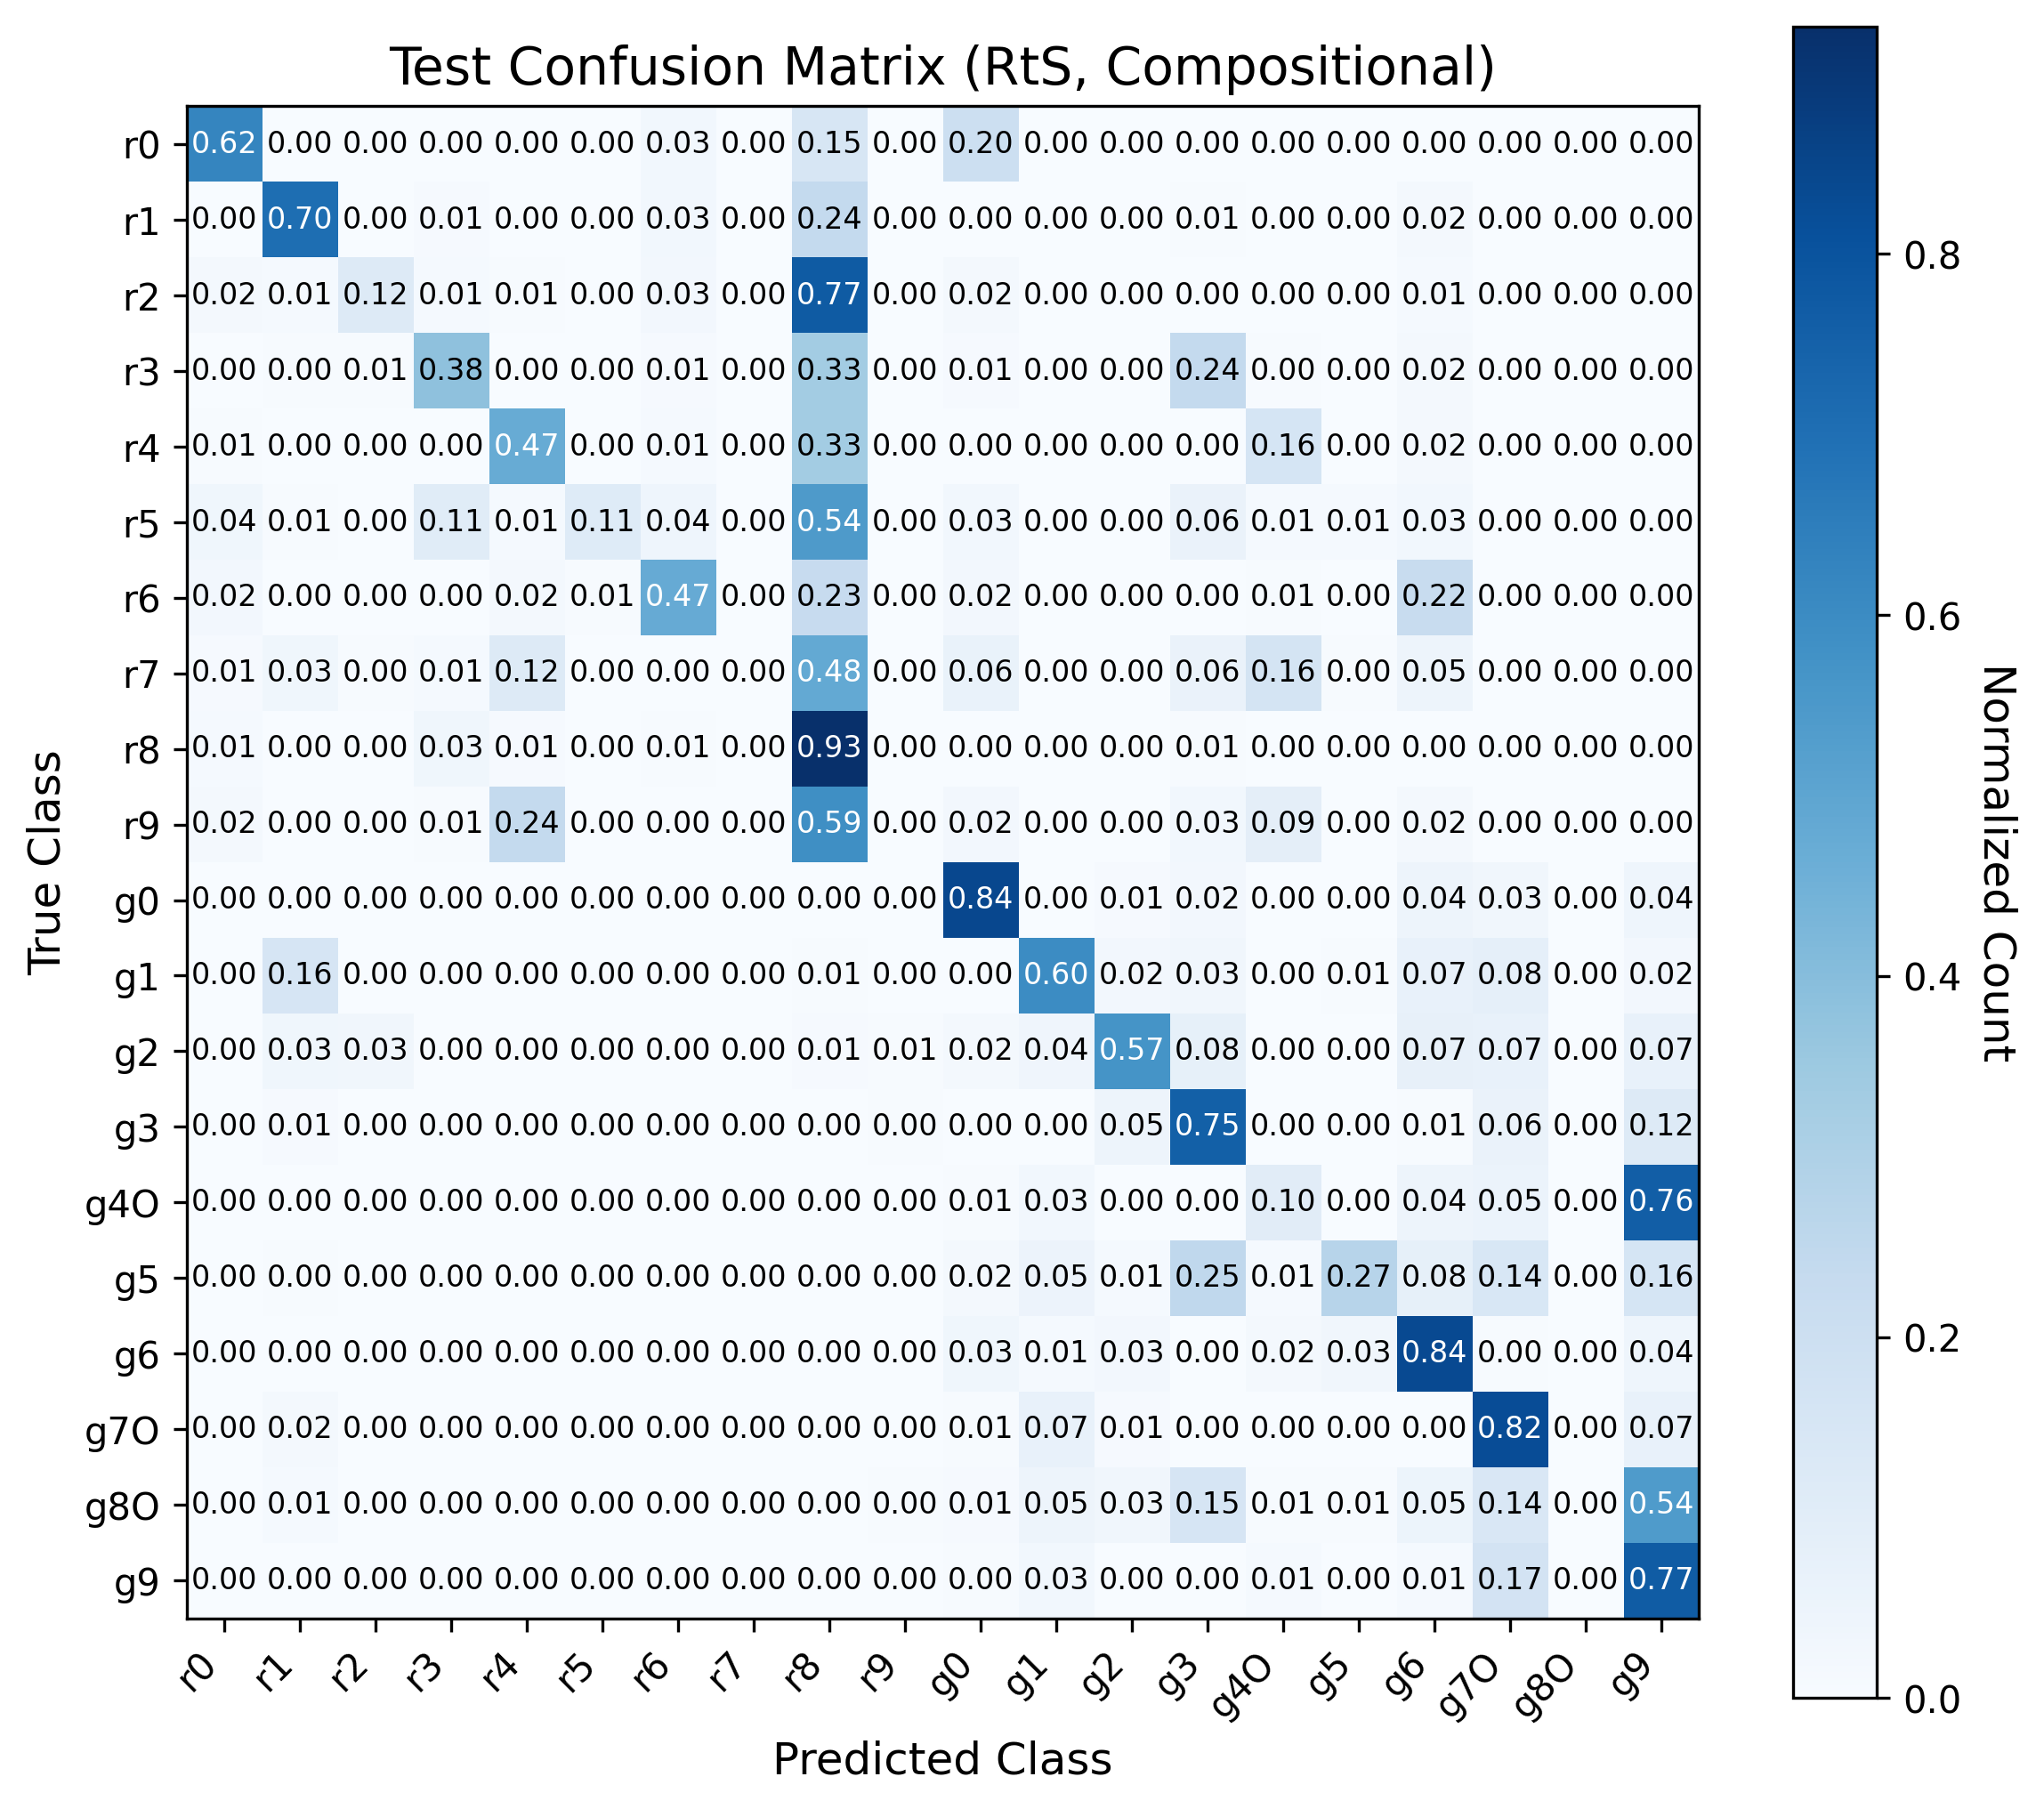 Test Confusion Matrix (RtS, Compositional)
r0 0.62 0.00 0.00 0.00 0.00 0.00 0.03 0.00 0.15 0.00 0.20 0.00 0.00 0.00 0.00 0.00 0.00 0.00 0.00 0.00
r1 0.00 0.70 0.00 0.01 0.00 0.00 0.03 0.00 0.24 0.00 0.00 0.00 0.00 0.01 0.00 0.00 0.02 0.00 0.00 0.00
r2 0.02 0.01 0.12 0.01 0.01 0.00 0.03 0.00 0.77 0.00 0.02 0.00 0.00 0.00 0.00 0.00 0.01 0.00 0.00 0.00
r3 0.00 0.00 0.01 0.38 0.00 0.00 0.01 0.00 0.33 0.00 0.01 0.00 0.00 0.24 0.00 0.00 0.02 0.00 0.00 0.00
r4 0.01 0.00 0.00 0.00 0.47 0.00 0.01 0.00 0.33 0.00 0.00 0.00 0.00 0.00 0.16 0.00 0.02 0.00 0.00 0.00
r5 0.04 0.01 0.00 0.11 0.01 0.11 0.04 0.00 0.54 0.00 0.03 0.00 0.00 0.06 0.01 0.01 0.03 0.00 0.00 0.00
r6 0.02 0.00 0.00 0.00 0.02 0.01 0.47 0.00 0.23 0.00 0.02 0.00 0.00 0.00 0.01 0.00 0.22 0.00 0.00 0.00
r7 0.01 0.03 0.00 0.01 0.12 0.00 0.00 0.00 0.48 0.00 0.06 0.00 0.00 0.06 0.16 0.00 0.05 0.00 0.00 0.00
r8 0.01 0.00 0.00 0.03 0.01 0.00 0.01 0.00 0.93 0.00 0.00 0.00 0.00 0.01 0.00 0.00 0.00 0.00 0.00 0.00
r9 0.02 0.00 0.00 0.01 0.24 0.00 0.00 0.00 0.59 0.00 0.02 0.00 0.00 0.03 0.09 0.00 0.02 0.00 0.00 0.00
g0 0.00 0.00 0.00 0.00 0.00 0.00 0.00 0.00 0.00 0.00 0.84 0.00 0.01 0.02 0.00 0.00 0.04 0.03 0.00 0.04
g1 0.00 0.16 0.00 0.00 0.00 0.00 0.00 0.00 0.01 0.00 0.00 0.60 0.02 0.03 0.00 0.01 0.07 0.08 0.00 0.02
g2 0.00 0.03 0.03 0.00 0.00 0.00 0.00 0.00 0.01 0.01 0.02 0.04 0.57 0.08 0.00 0.00 0.07 0.07 0.00 0.07
g3 0.00 0.01 0.00 0.00 0.00 0.00 0.00 0.00 0.00 0.00 0.00 0.00 0.05 0.75 0.00 0.00 0.01 0.06 0.00 0.12
g4O 0.00 0.00 0.00 0.00 0.00 0.00 0.00 0.00 0.00 0.00 0.01 0.03 0.00 0.00 0.10 0.00 0.04 0.05 0.00 0.76
g5 0.00 0.00 0.00 0.00 0.00 0.00 0.00 0.00 0.00 0.00 0.02 0.05 0.01 0.25 0.01 0.27 0.08 0.14 0.00 0.16
g6 0.00 0.00 0.00 0.00 0.00 0.00 0.00 0.00 0.00 0.00 0.03 0.01 0.03 0.00 0.02 0.03 0.84 0.00 0.00 0.04
g7O 0.00 0.02 0.00 0.00 0.00 0.00 0.00 0.00 0.00 0.00 0.01 0.07 0.01 0.00 0.00 0.00 0.00 0.82 0.00 0.07
g8O 0.00 0.01 0.00 0.00 0.00 0.00 0.00 0.00 0.00 0.00 0.01 0.05 0.03 0.15 0.01 0.01 0.05 0.14 0.00 0.54
g9 0.00 0.00 0.00 0.00 0.00 0.00 0.00 0.00 0.00 0.00 0.00 0.03 0.00 0.00 0.01 0.00 0.01 0.17 0.00 0.77
r0 r1 r2 r3 r4 r5 r6 r7 r8 r9 g0 g1 g2 g3 g4O g5 g6 g7O g8O g9
Predicted Class
True Class
0.8
0.6
0.4
0.2
0.0
Normalized Count